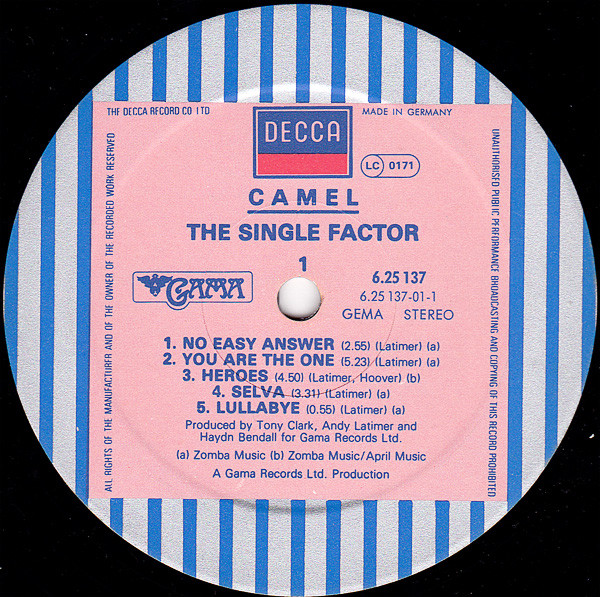 THE DECCA RECORD CO LTD
MADE IN GERMANY
DECCA
LC 0171
CAMEL
THE SINGLE FACTOR
1
GAMA
6.25 137
6.25 137-01-1
GEMA STEREO
1. NO EASY ANSWER (2.55) (Latimer) (a)
2. YOU ARE THE ONE (5.23) (Latimer) (a)
3. HEROES (4.50) (Latimer, Hoover) (b)
4. SELVA (3.31) (Latimer) (a)
5. LULLABYE (0.55) (Latimer) (a)
Produced by Tony Clark, Andy Latimer and
Haydn Bendall for Gama Records Ltd.
(a) Zomba Music (b) Zomba Music/April Music
A Gama Records Ltd. Production
ALL RIGHTS OF THE MANUFACTURER AND OF THE OWNER OF THE RECORDED WORK RESERVED
UNAUTHORISED PUBLIC PERFORMANCE BROADCASTING AND COPYING OF THIS RECORD PROHIBITED